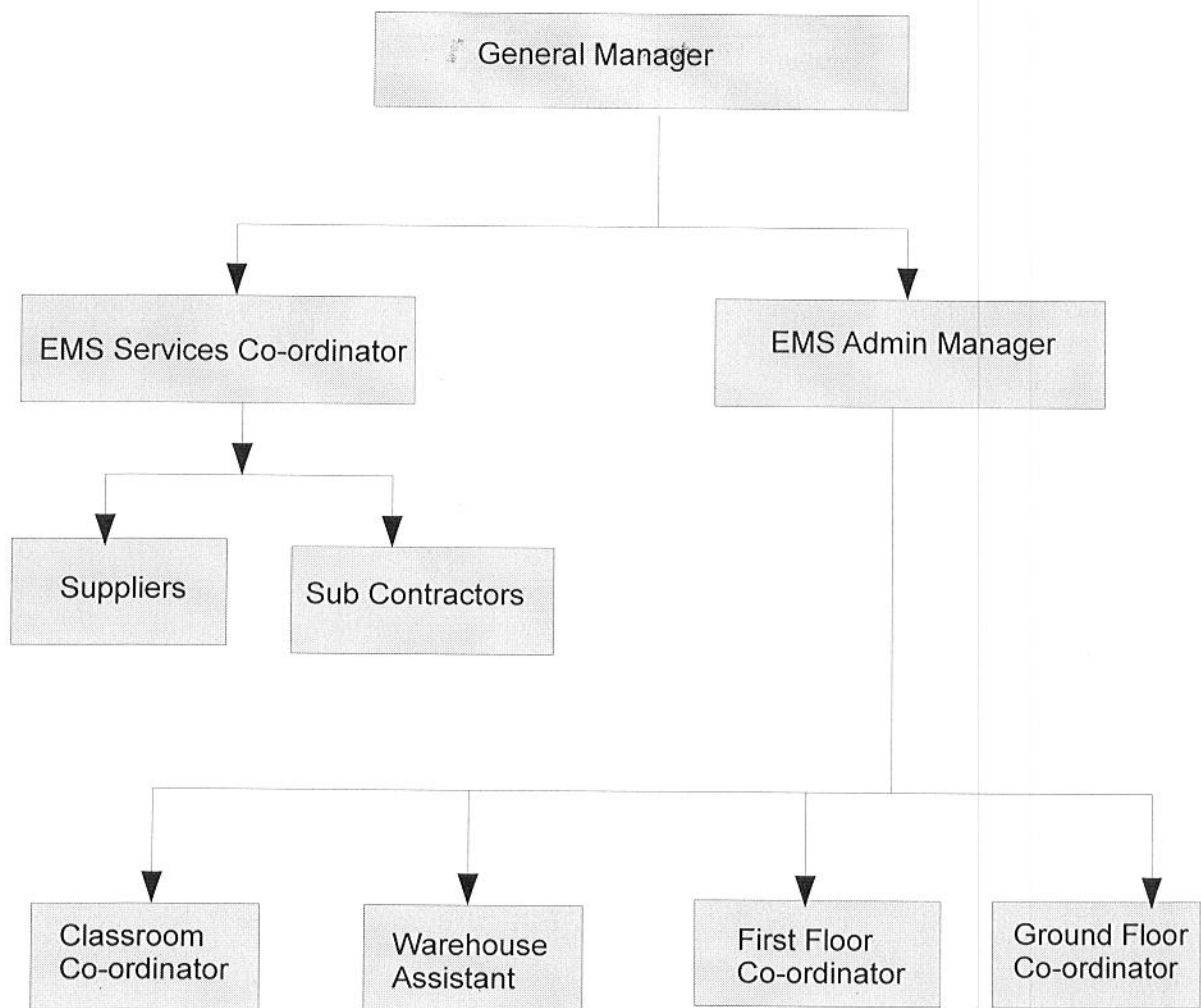 General Manager
EMS Services Co-ordinator
EMS Admin Manager
Suppliers
Sub Contractors
Classroom
Co-ordinator
Warehouse
Assistant
First Floor
Co-ordinator
Ground Floor
Co-ordinator